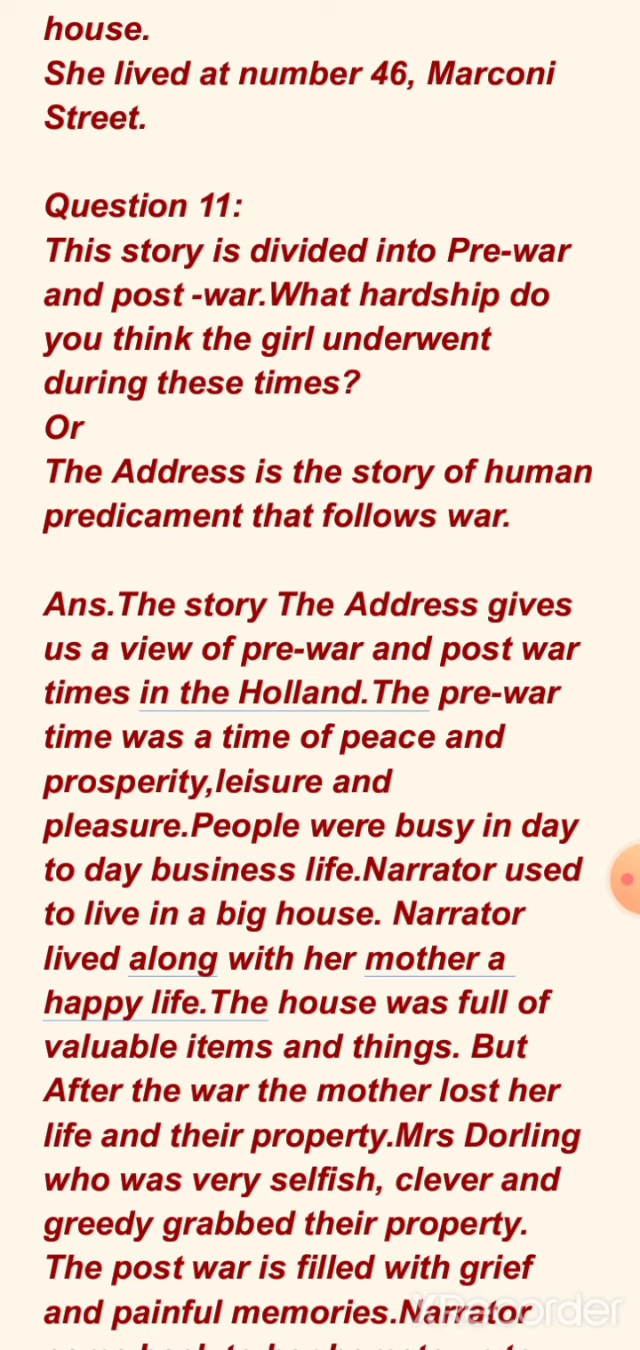 house.
She lived at number 46, Marconi
Street.
Question 11:
This story is divided into Pre-war
and post -war.What hardship do
you think the girl underwent
during these times?
Or
The Address is the story of human
predicament that follows war.
Ans.The story The Address gives
us a view of pre-war and post war
times in the Holland.The pre-war
time was a time of peace and
prosperity,leisure and
pleasure.People were busy in day
to day business life.Narrator used
to live in a big house. Narrator
lived along with her mother a
happy life.The house was full of
valuable items and things. But
After the war the mother lost her
life and their property.Mrs Dorling
who was very selfish, clever and
greedy grabbed their property.
The post war is filled with grief
and painful memories.Narrator
XRecorder